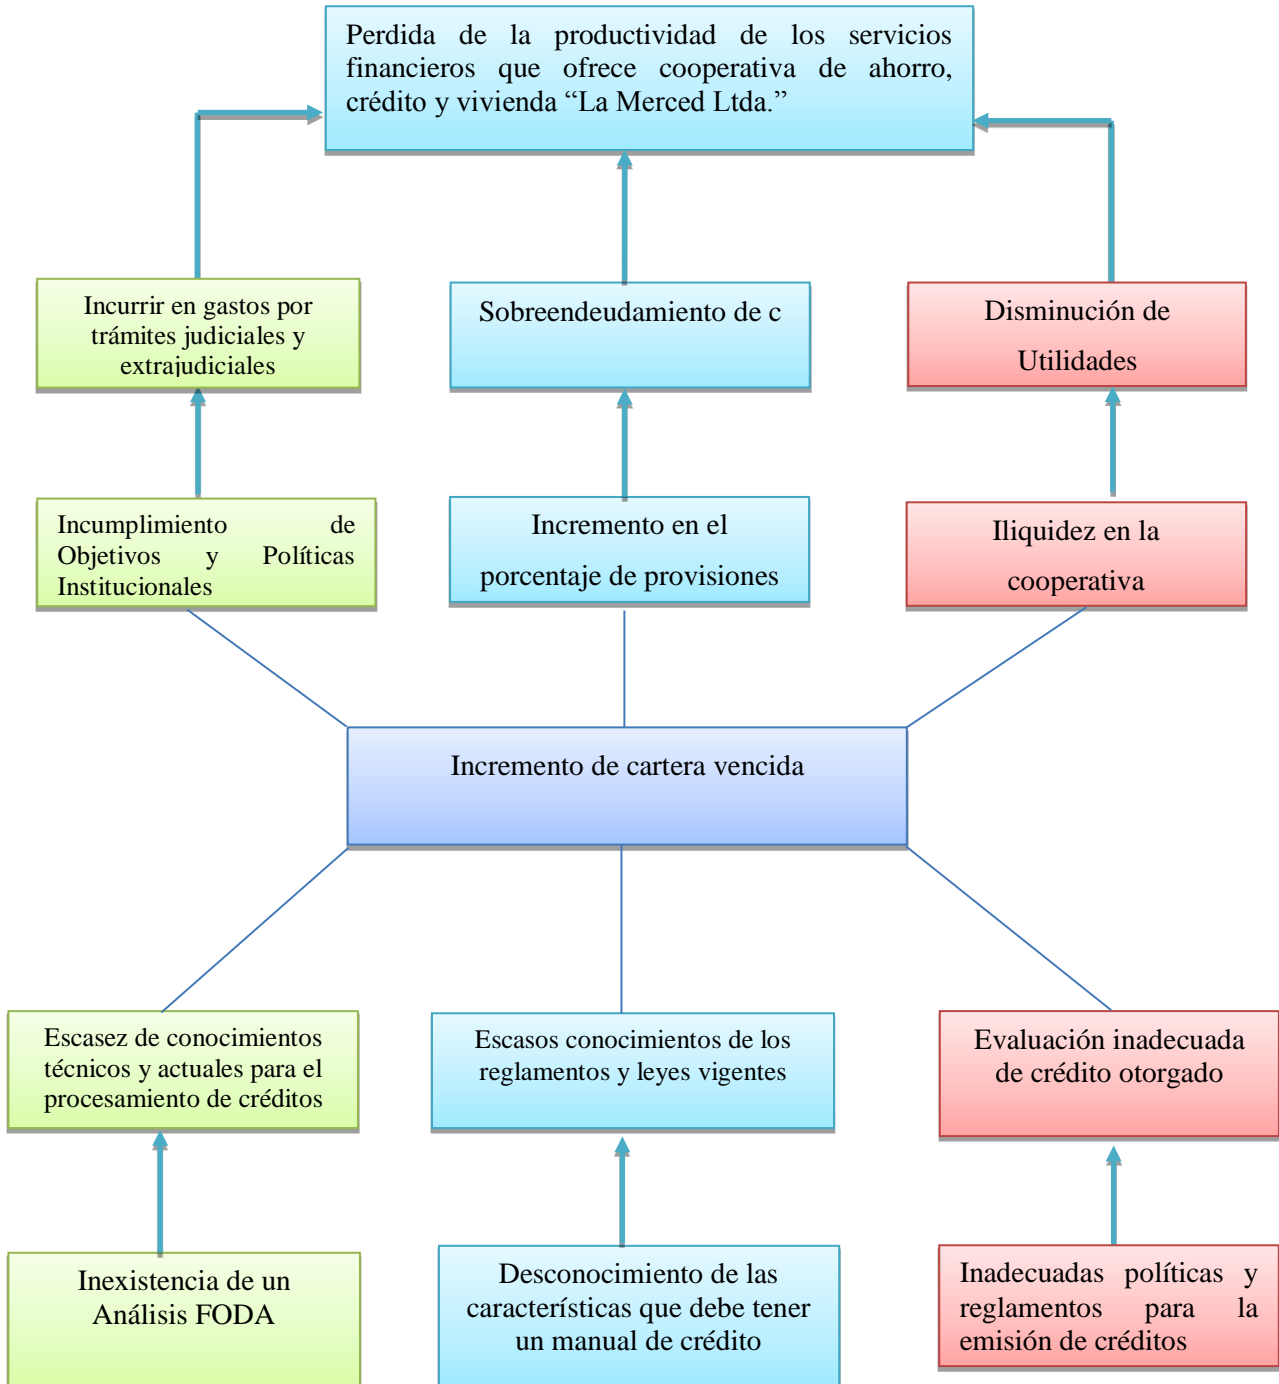 Perdida de la productividad de los servicios
financieros que ofrece cooperativa de ahorro,
crédito y vivienda “La Merced Ltda.”
Incurrir en gastos por
trámites judiciales y
extrajudiciales
Sobreendeudamiento de c
Disminución de
Utilidades
Incumplimiento de
Objetivos y Políticas
Institucionales
Incremento en el
porcentaje de provisiones
Iliquidez en la
cooperativa
Incremento de cartera vencida
Escasez de conocimientos
técnicos y actuales para el
procesamiento de créditos
Escasos conocimientos de los
reglamentos y leyes vigentes
Evaluación inadecuada
de crédito otorgado
Inexistencia de un
Análisis FODA
Desconocimiento de las
características que debe tener
un manual de crédito
Inadecuadas políticas y
reglamentos para la
emisión de créditos